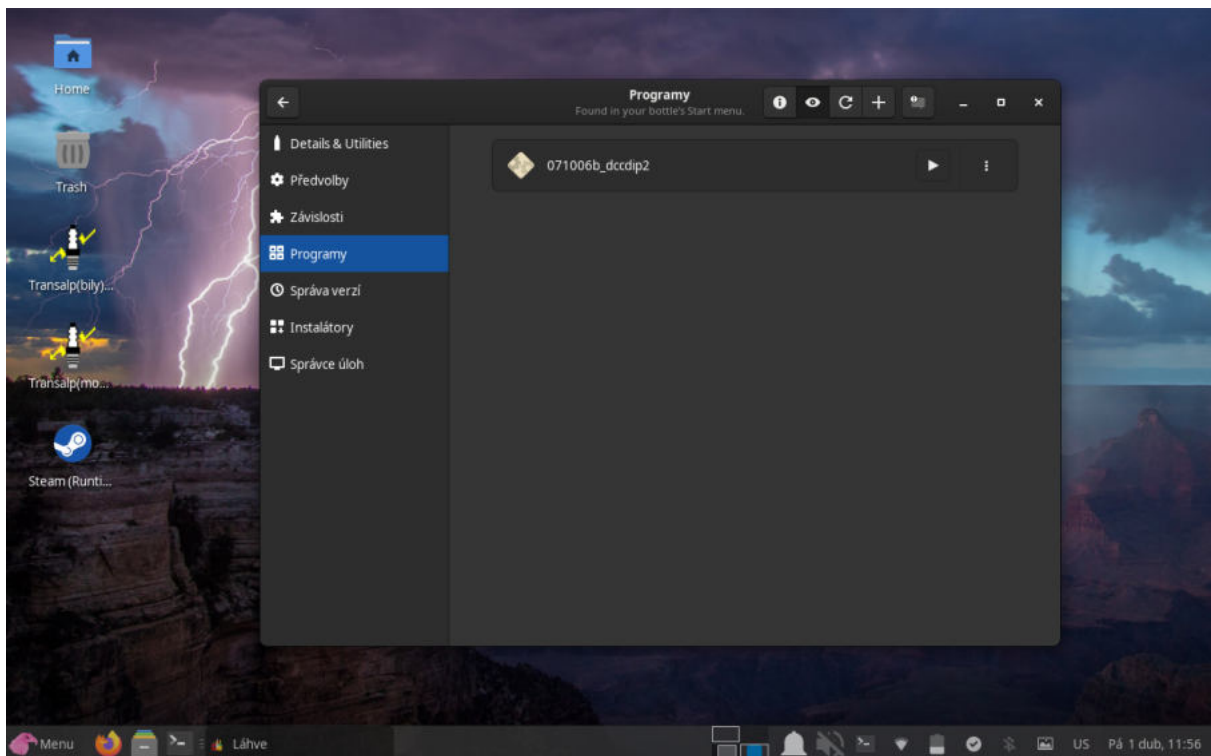 Home
Trash
Transalp(bily)...
Transalp(mo...
Steam (Runti...
Programy
Found in your bottle's Start menu.
Details & Utilities
Předvolby
Závislosti
Programy
Správa verzí
Instalátory
Správce úloh
071006b_dccdip2
Menu
Láhve
US
Pá 1 dub, 11:56